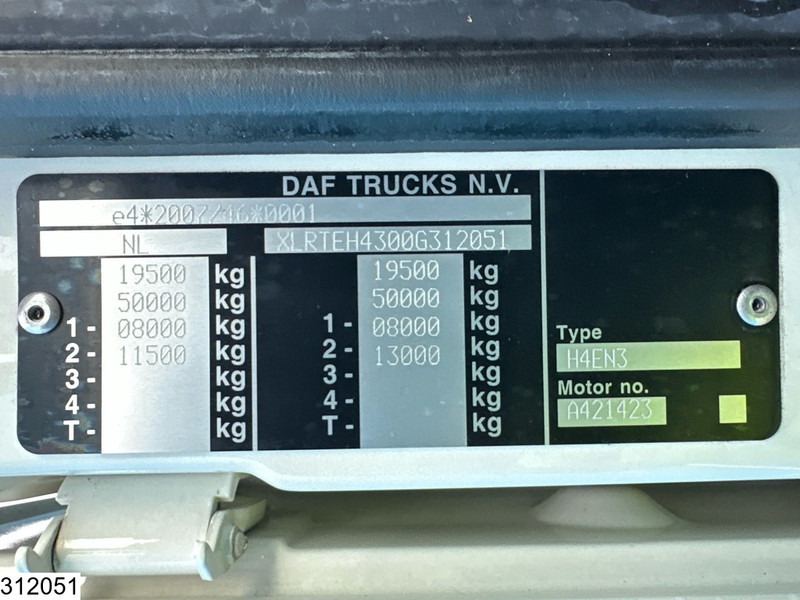 DAF TRUCKS N.V.
e4*2007/46*0001
NL XLRTEH4300G312051
19500 kg 19500 kg
50000 kg 50000 kg
1- 08000 kg 1- 08000 kg
2- 11500 kg 2- 13000 kg
3- kg 3- kg
4- kg 4- kg
T- kg T- kg
Type
H4EN3
Motor no.
A421423
312051